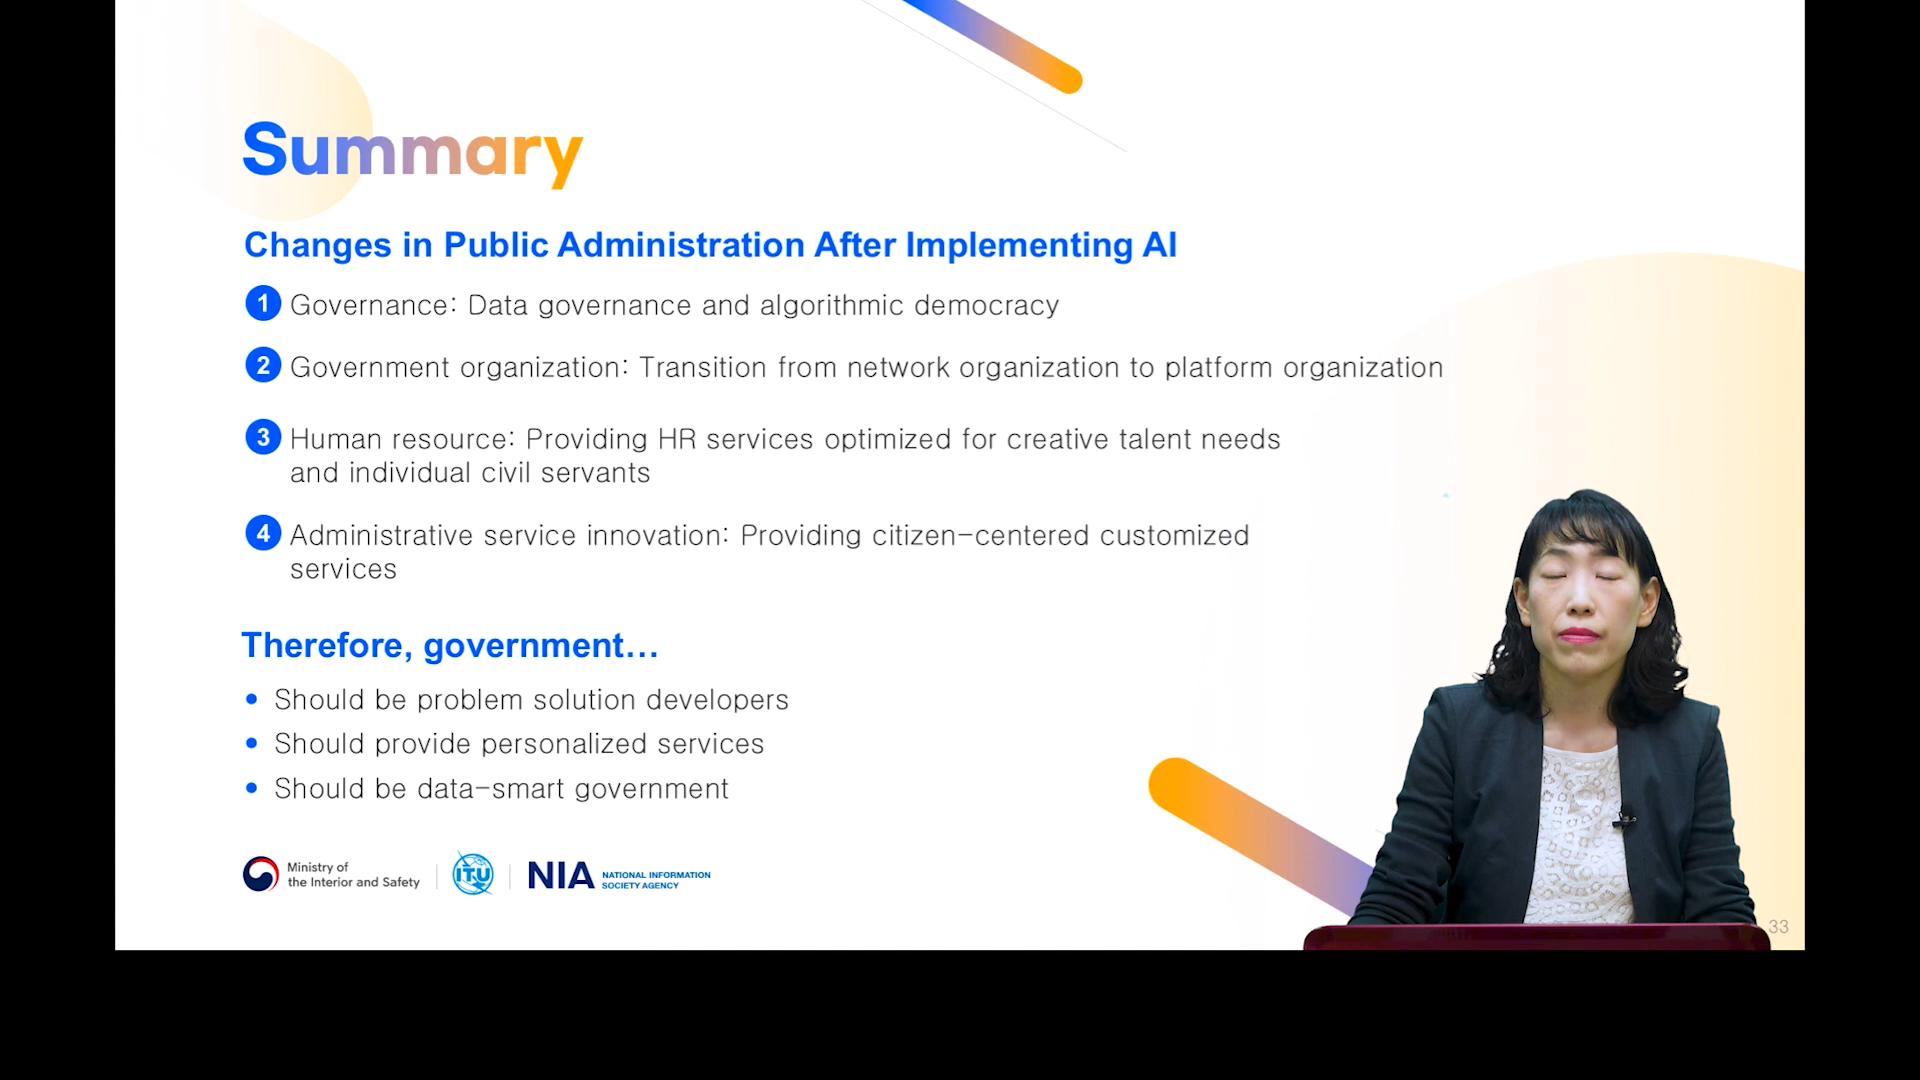 Summary
Changes in Public Administration After Implementing AI
1 Governance: Data governance and algorithmic democracy
2 Government organization: Transition from network organization to platform organization
3 Human resource: Providing HR services optimized for creative talent needs
and individual civil servants
4 Administrative service innovation: Providing citizen-centered customized
services
Therefore, government...
• Should be problem solution developers
• Should provide personalized services
• Should be data-smart government
Ministry of
the Interior and Safety
ITU
NIA NATIONAL INFORMATION
SOCIETY AGENCY
33